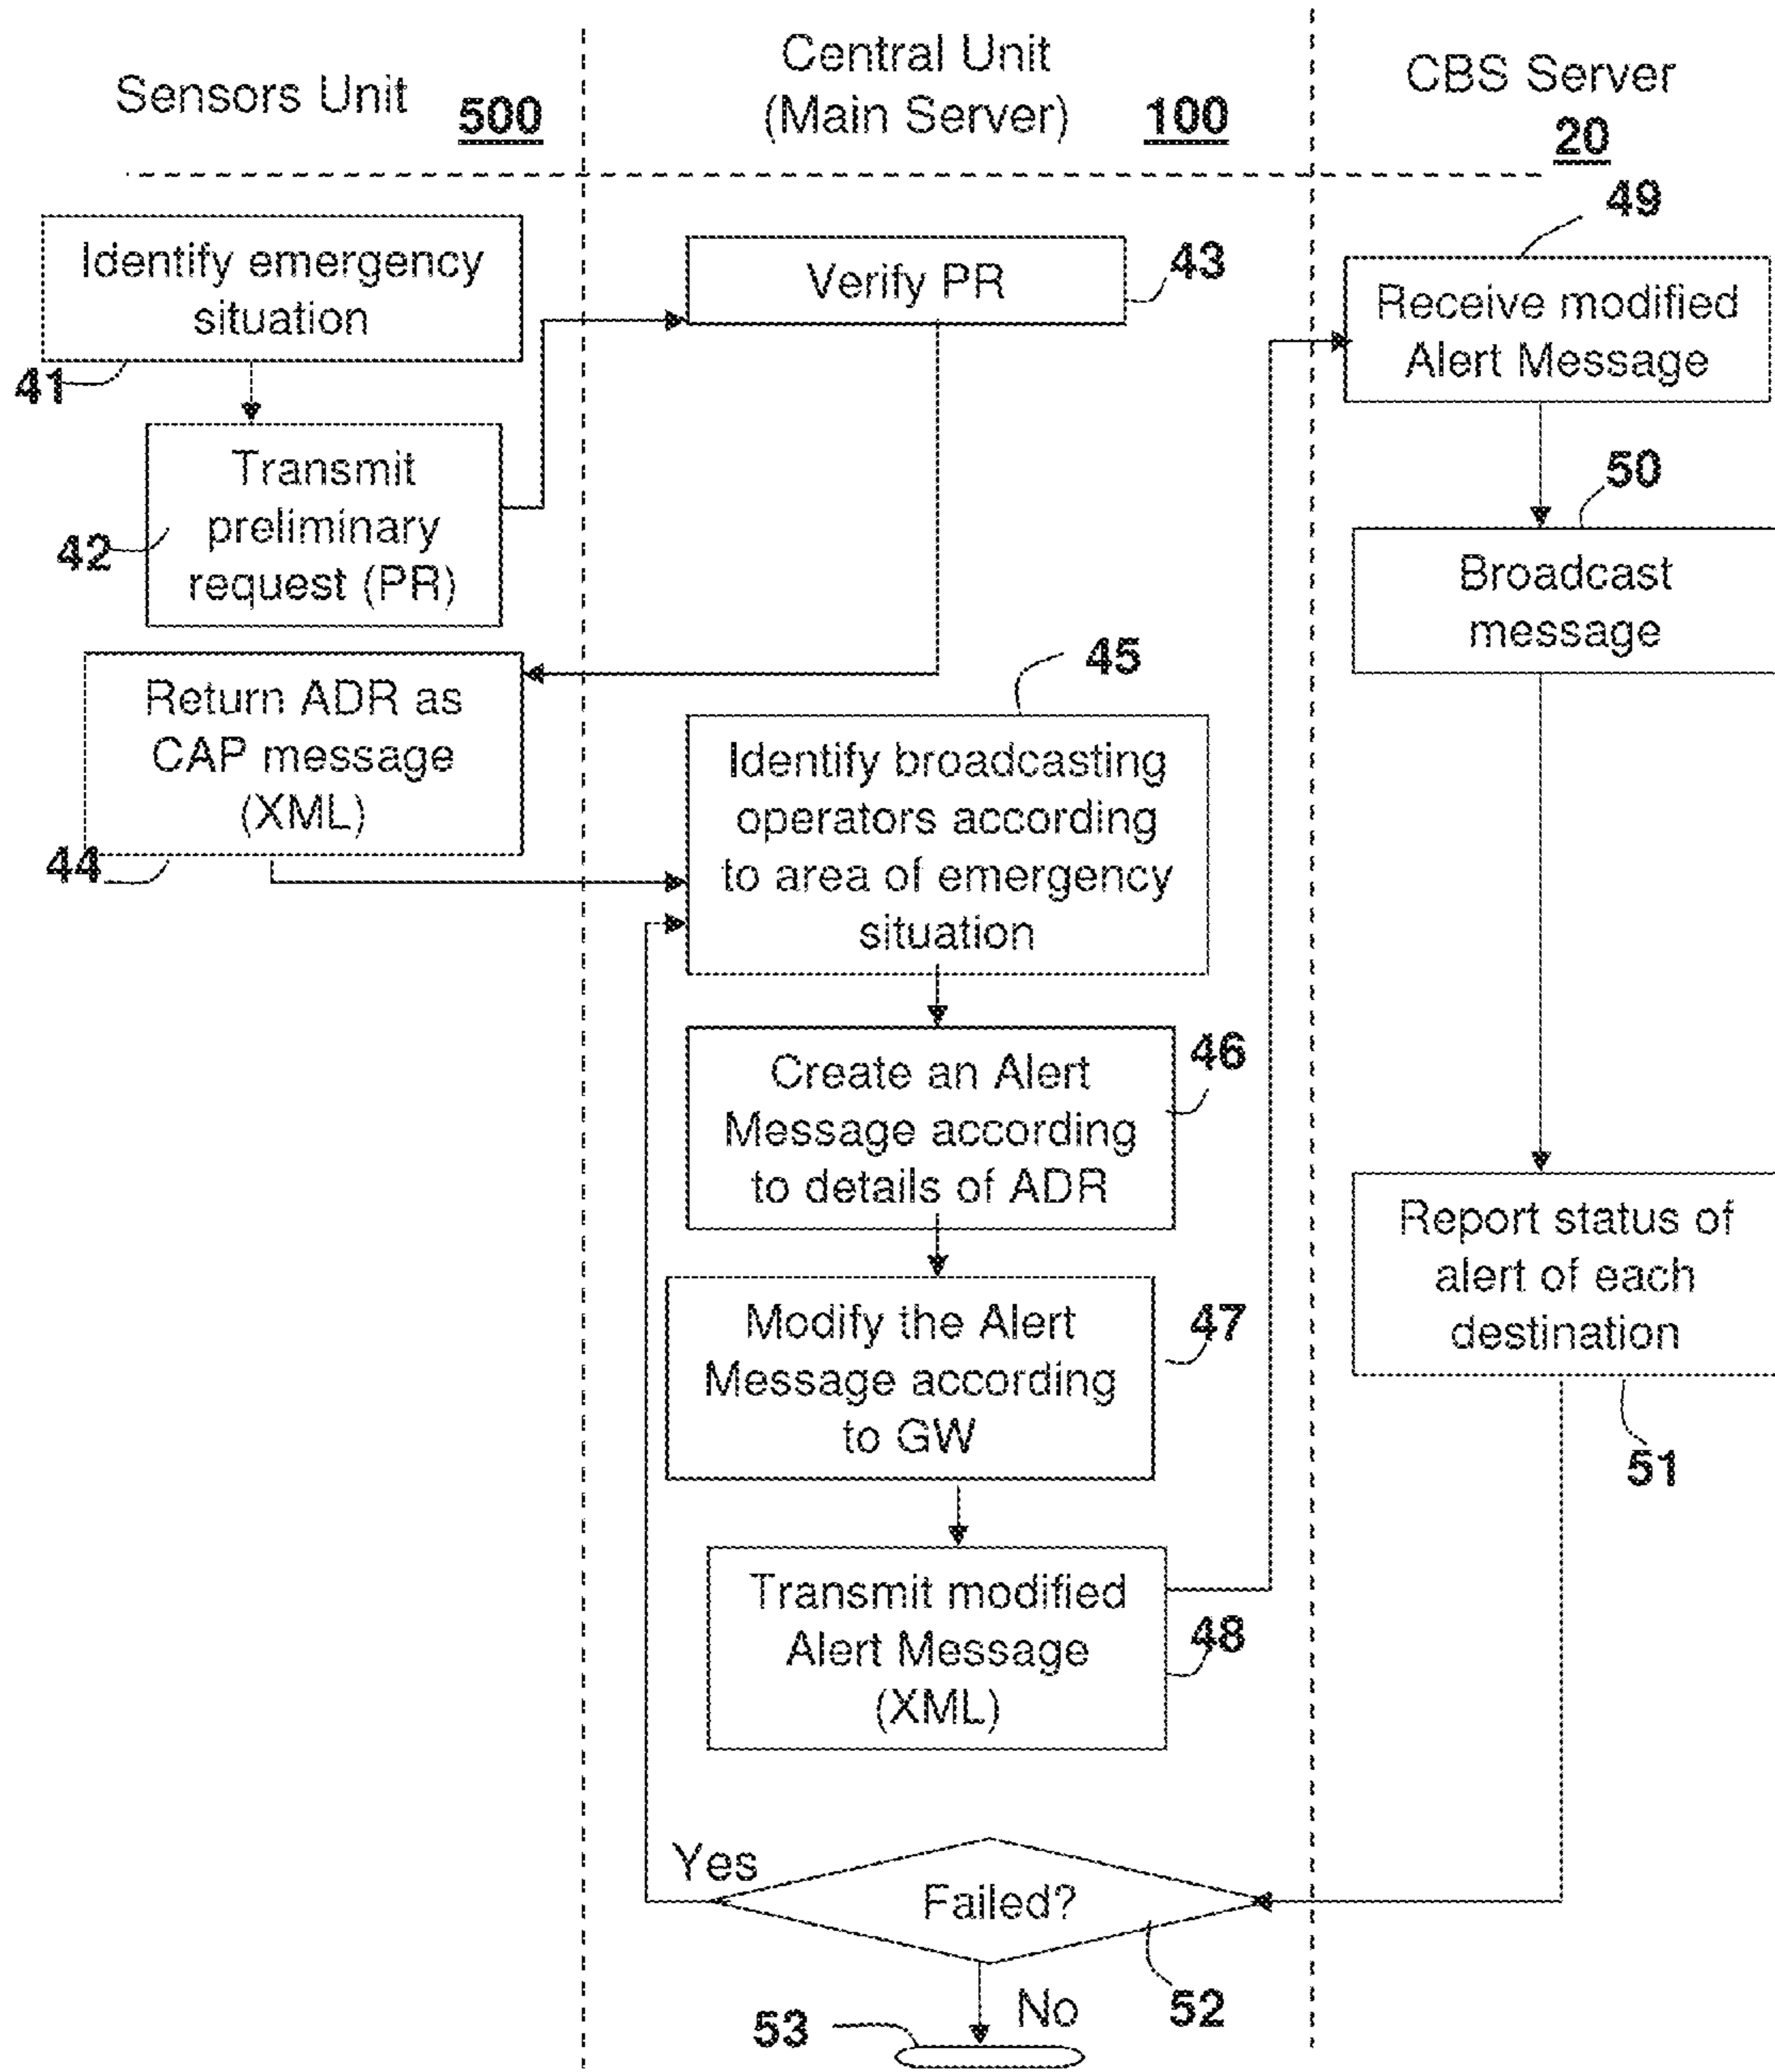 Sensors Unit
500
Central Unit
(Main Server)
100
CBS Server
20
Identify emergency
situation
41
Transmit
preliminary
request (PR)
42
Verify PR
43
Return ADR as
CAP message
(XML)
44
45
Identify broadcasting
operators according
to area of emergency
situation
Create an Alert
Message according
to details of ADR
46
Modify the Alert
Message according
to GW
47
Transmit modified
Alert Message
(XML)
48
49
Receive modified
Alert Message
50
Broadcast
message
Report status of
alert of each
destination
51
Yes
Failed?
52
No
53